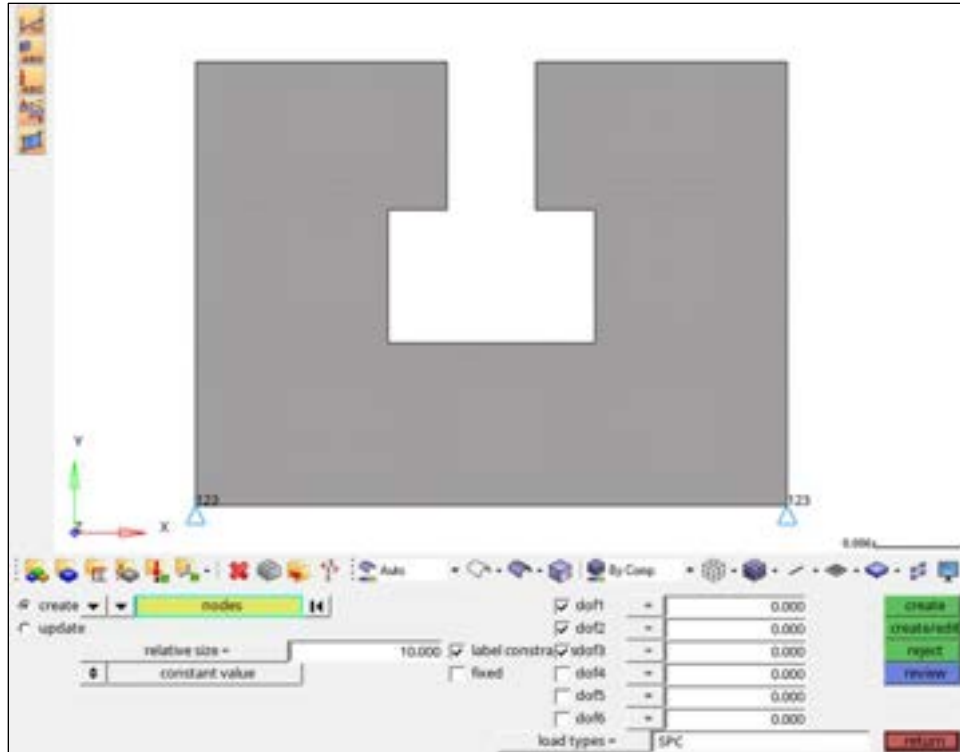 Y
Z
X
123
123
Auto
By Comp
create
nodes
dof1 = 0.000
create
update
dof2 = 0.000
create/edit
relative size = 10.000
label constra
dof3 = 0.000
reject
constant value
fixed
dof4 = 0.000
review
dof5 = 0.000
dof6 = 0.000
load types = SPC
return